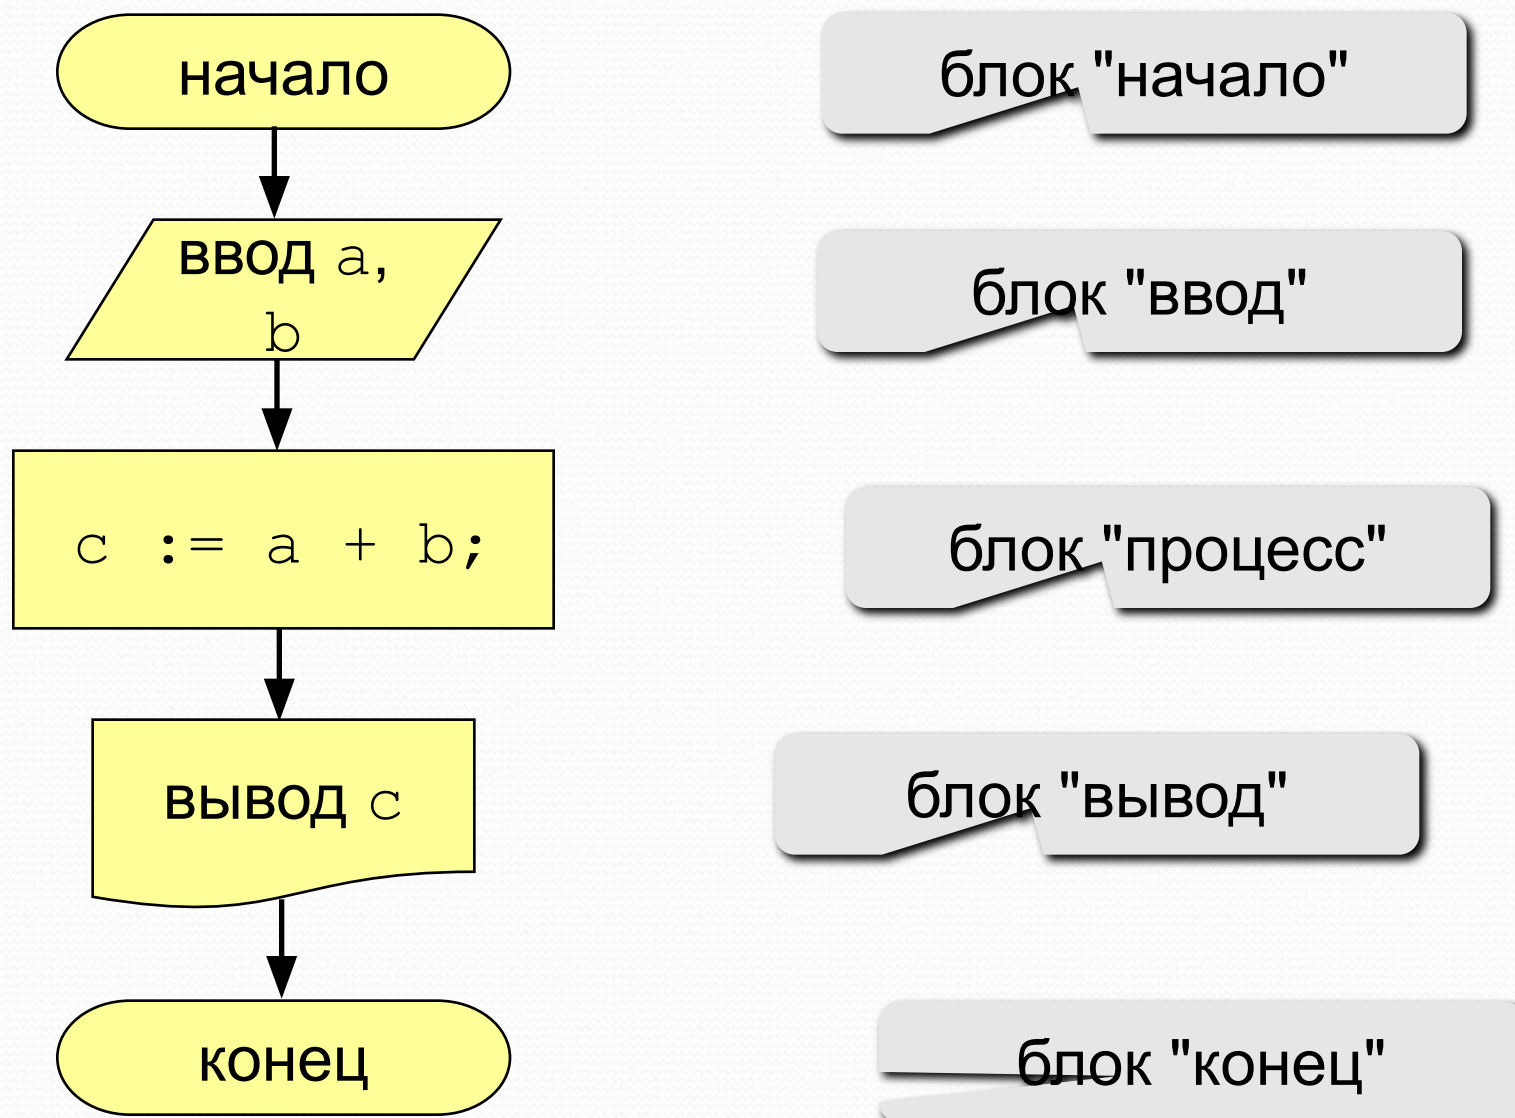 начало
блок "начало"
ввод a,
b
блок "ввод"
c := a + b;
блок "процесс"
вывод c
блок "вывод"
конец
блок "конец"